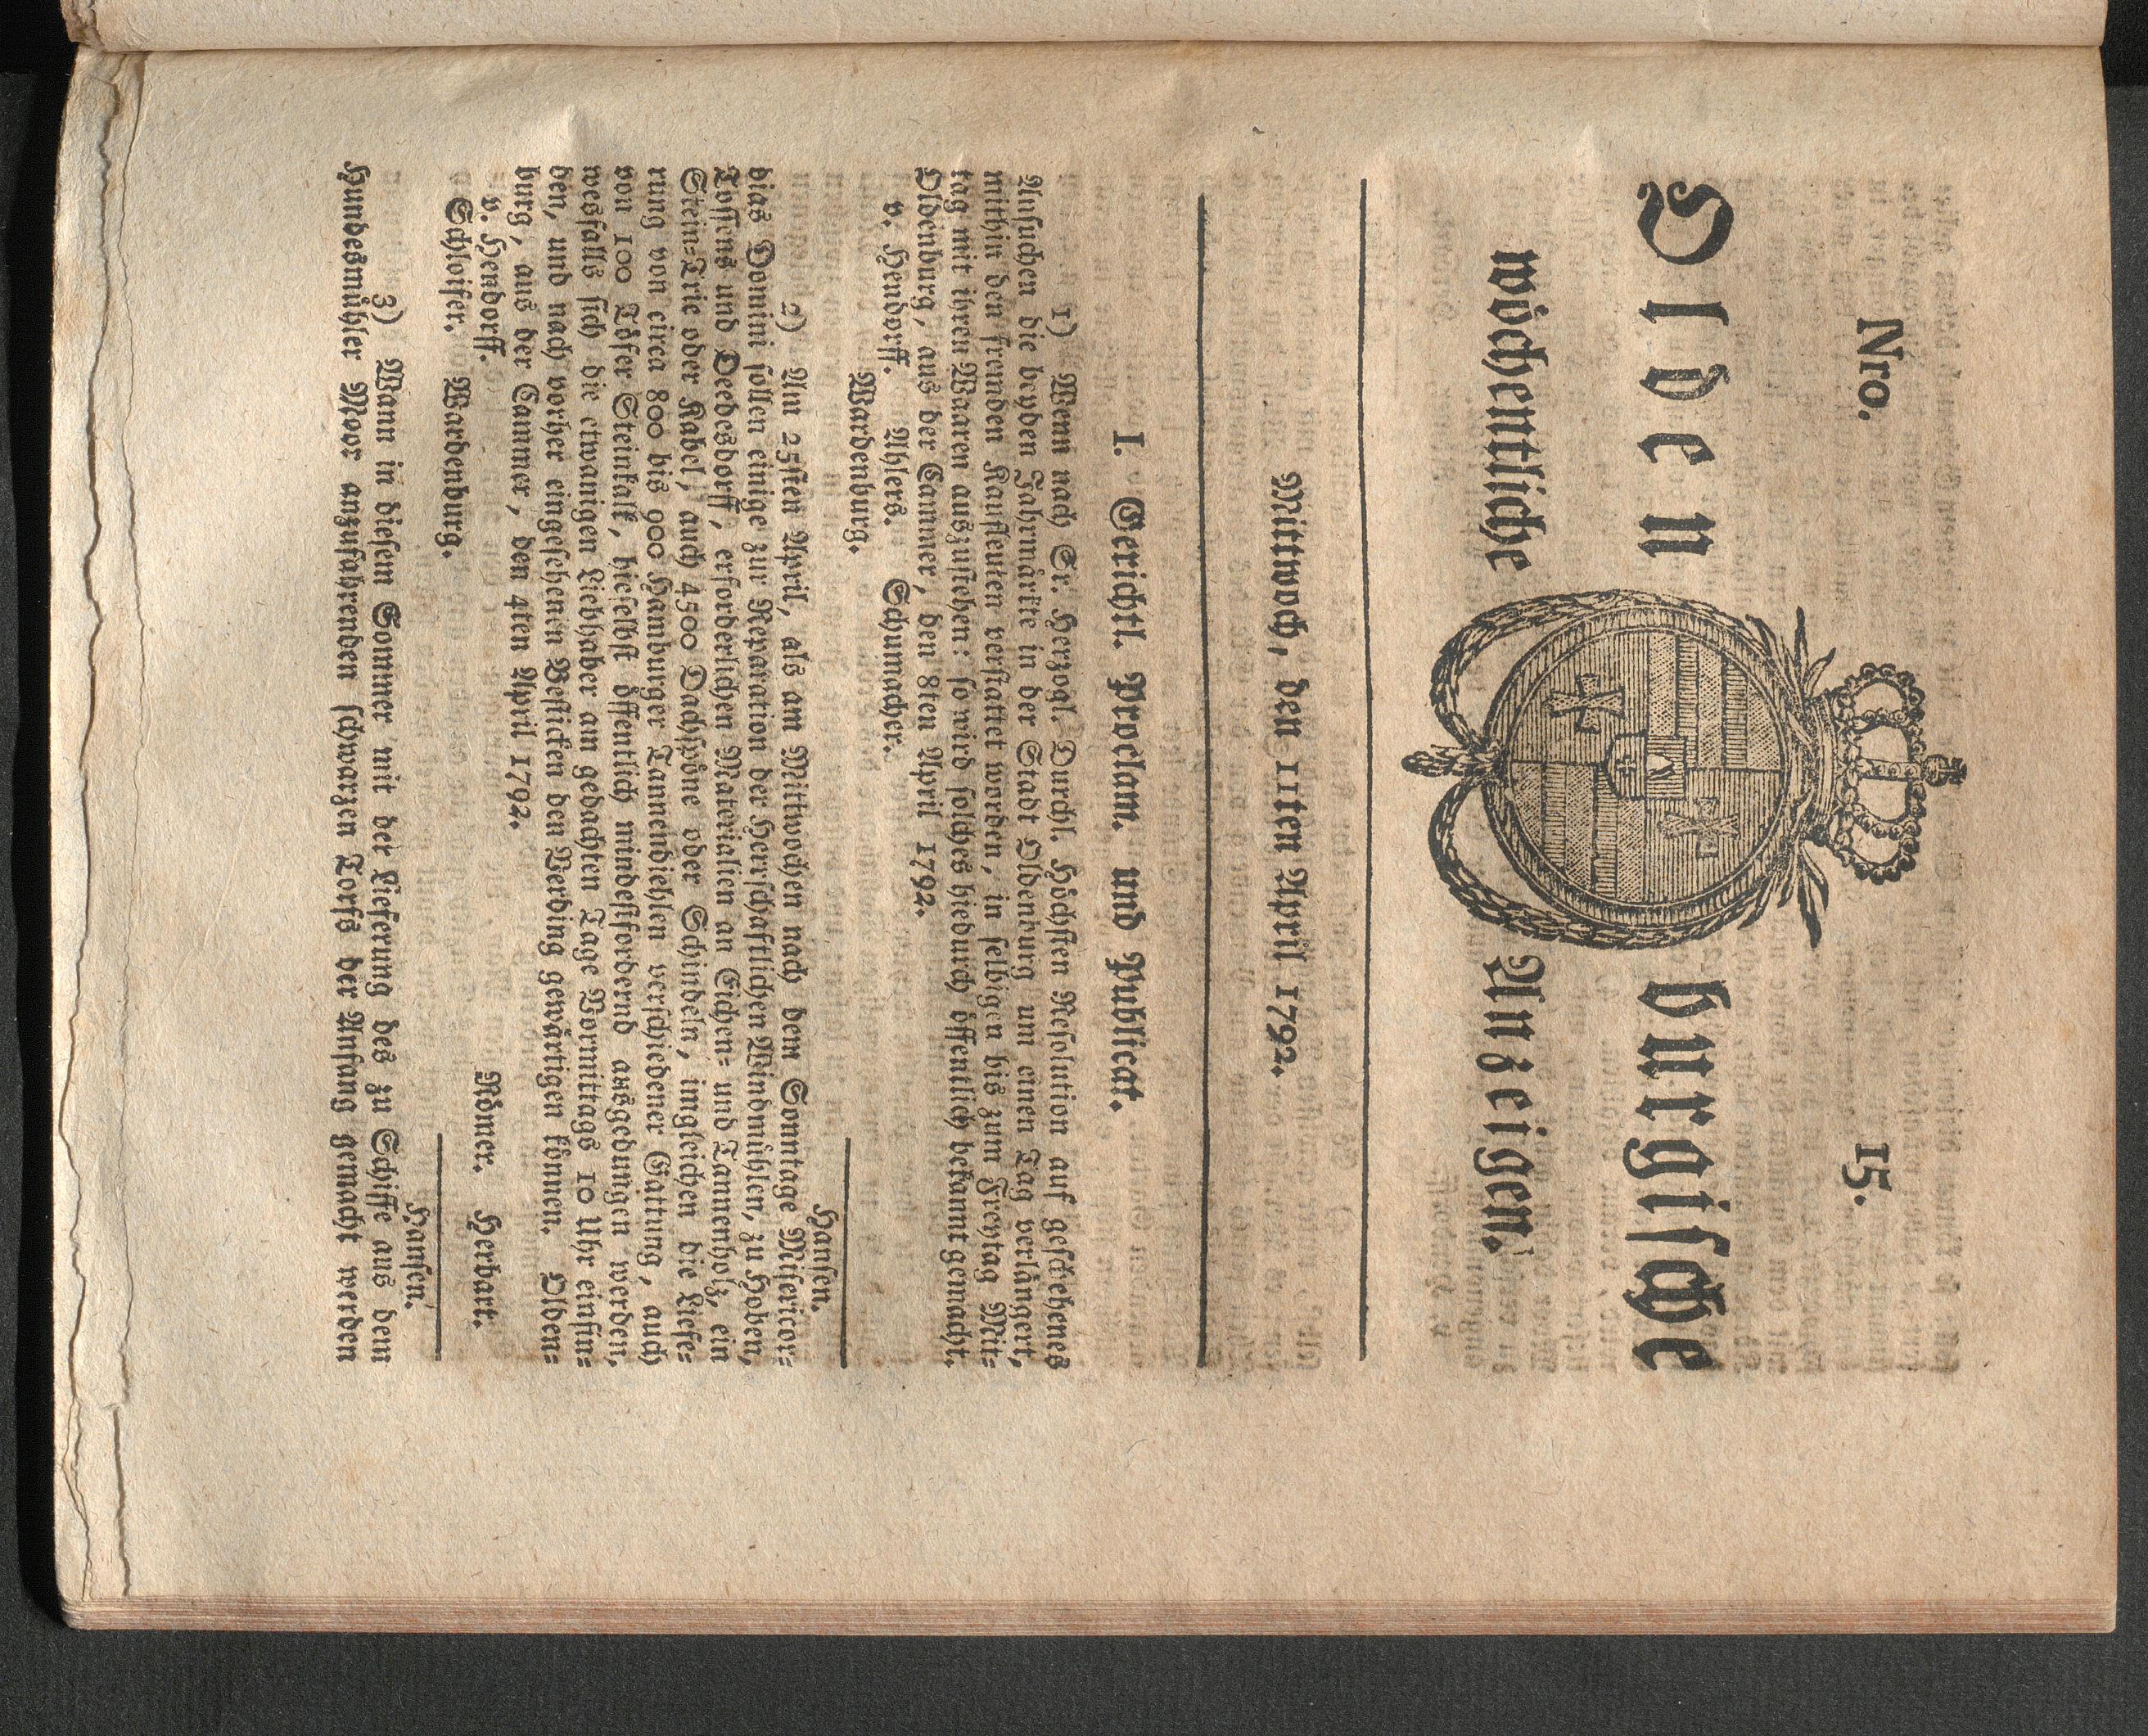 Nro. 15.
Olden burgische
wöchentliche Anzeigen.
Mittwoch, den 11ten April 1792.
I. Gerichtl. Proclam. und Publicat.
1) Wenn nach Sr. Herzogl. Durchl. Höchsten Resolution auf geschehenes
Ansuchen die beyden Jahrmärkte in der Stadt Oldenburg um einen Tag verlängert,
mithin den fremden Kaufleuten verstattet worden, in selbigen bis zum Freytag Mit=
tag mit ihren Waaren auszustehen: so wird solches hiedurch öffentlich bekannt gemacht.
Oldenburg, aus der Cammer, den 8ten April 1792.
v. Hendorff. Ahlers. Schumacher.
Wardenburg.
Hansen.
2) Am 25sten April, als am Mittwochen nach dem Sonntage Misericor=
dias Domini sollen einige zur Reparation der Herrschaftlichen Windmühlen, zu Hoben,
Tossens und Deedesdorff, erforderlichen Materialien an Eichen= und Tannenholz, ein
Stein=Trie oder Kabel, auch 4500 Dachspöne oder Schindeln, imgleichen die Liefe=
rung von circa 800 bis 900 Hamburger Tannendiehlen verschiedener Gattung, auch
von 100 Töfer Steinkalk, hieselbst öffentlich mindestfordernd ausgedungen werden,
wesfalls sich die etwanigen Liebhaber am gedachten Tage Vormittags 10 Uhr einfin=
den, und nach vorher eingesehenen Besticken den Verding gewärtigen können. Olden=
burg, aus der Cammer, den 4ten April 1792.
v. Hendorff. Römer. Herbart.
Schloifer. Wardenburg.
Hansen.
3) Wann in diesem Sommer mit der Lieferung des zu Schiffe aus dem
Hundesmühler Moor anzufahrenden schwarzen Torfs der Anfang gemacht werden